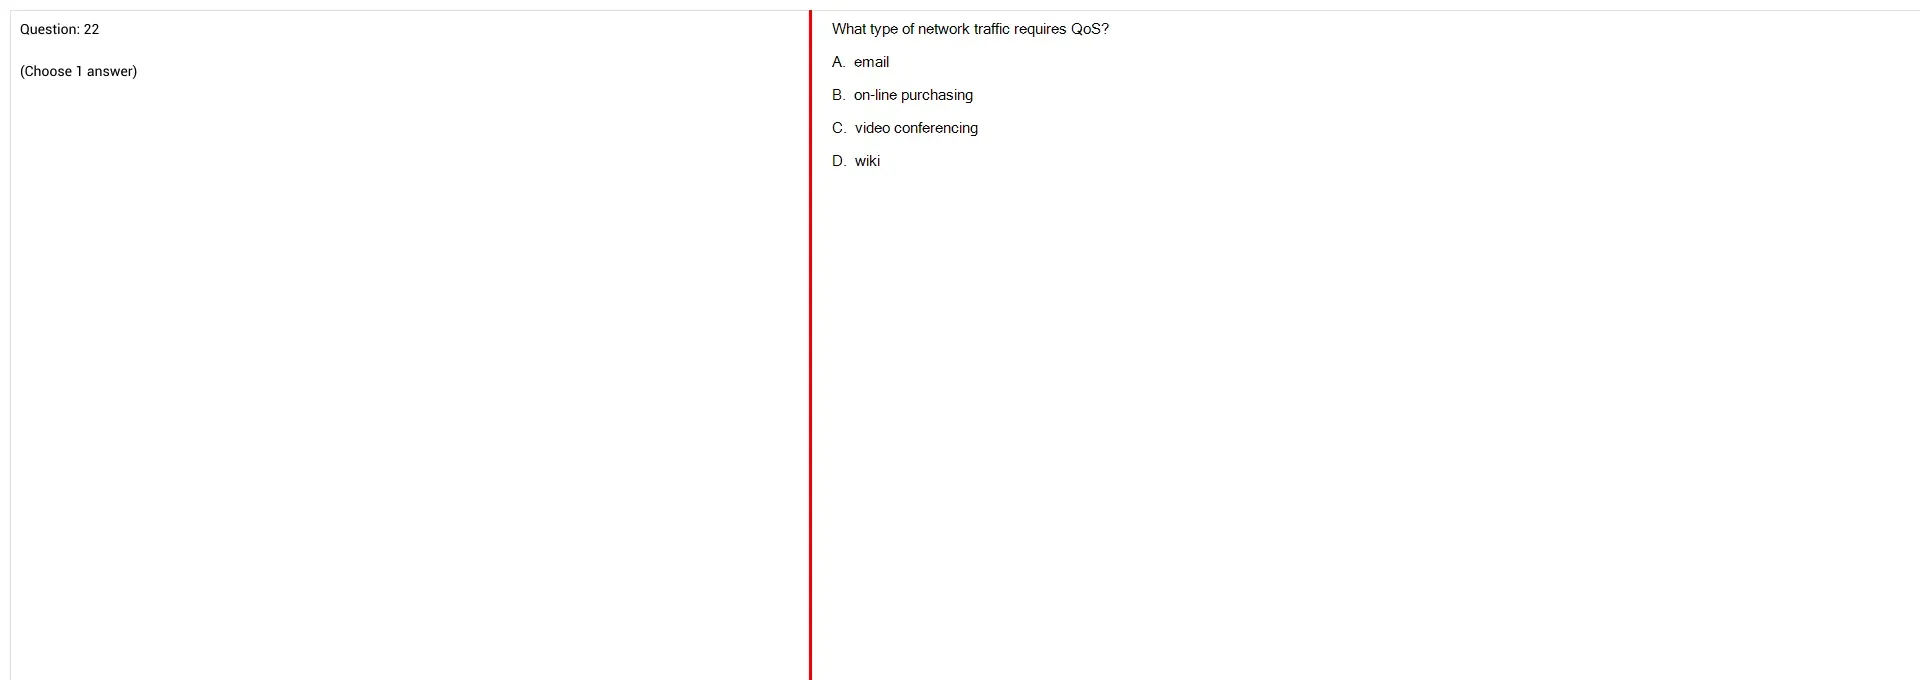 Question: 22
(Choose 1 answer)
What type of network traffic requires QoS?
A. email
B. on-line purchasing
C. video conferencing
D. wiki